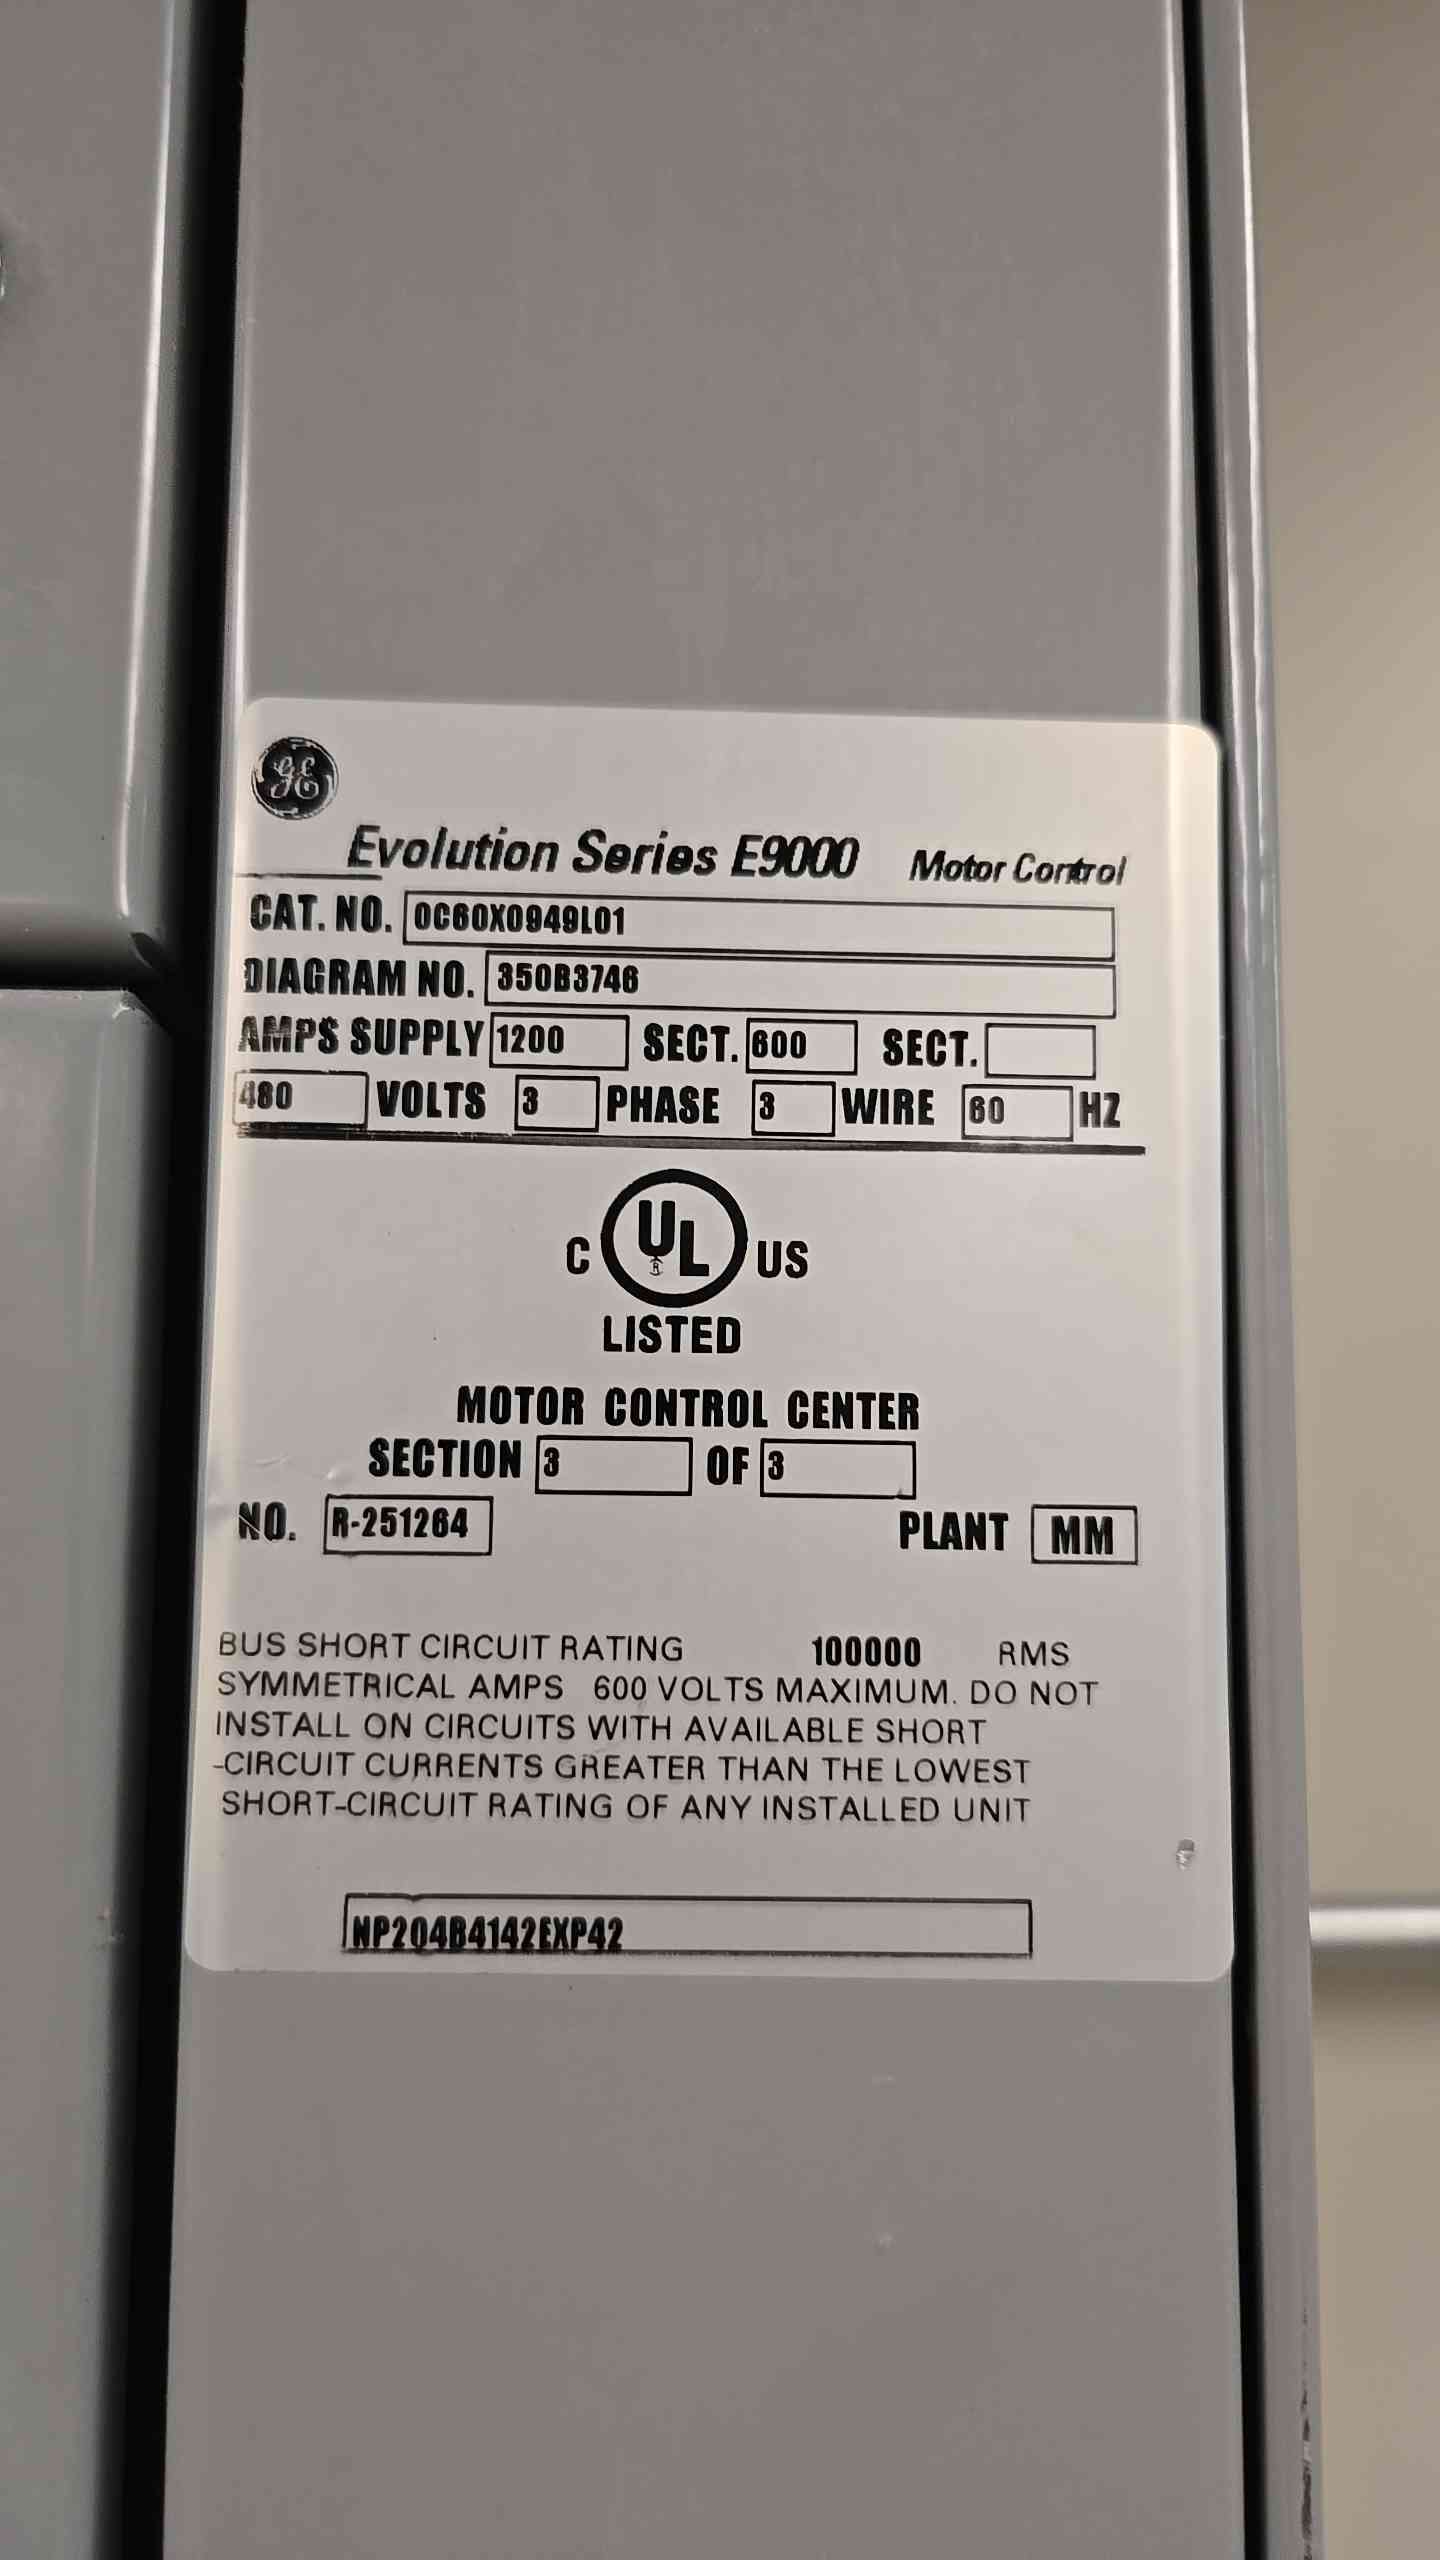 GE
Evolution Series E9000 Motor Control
CAT. NO. 0C60X0949L01
DIAGRAM NO. 350B3746
AMPS SUPPLY 1200 SECT. 600 SECT.
480 VOLTS 3 PHASE 3 WIRE 60 HZ
C UL R US
LISTED
MOTOR CONTROL CENTER
SECTION 3 OF 3
NO. R-251264 PLANT MM
BUS SHORT CIRCUIT RATING 100000 RMS
SYMMETRICAL AMPS 600 VOLTS MAXIMUM. DO NOT
INSTALL ON CIRCUITS WITH AVAILABLE SHORT
-CIRCUIT CURRENTS GREATER THAN THE LOWEST
SHORT-CIRCUIT RATING OF ANY INSTALLED UNIT
NP204B4142EXP42